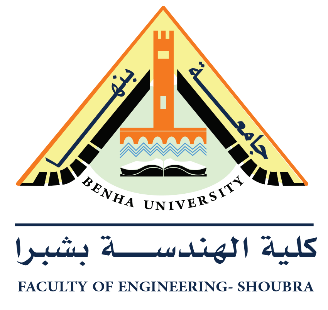 جامعة بنها
BENHA UNIVERSITY
كلية الهندسة بشبرا
FACULTY OF ENGINEERING- SHOUBRA